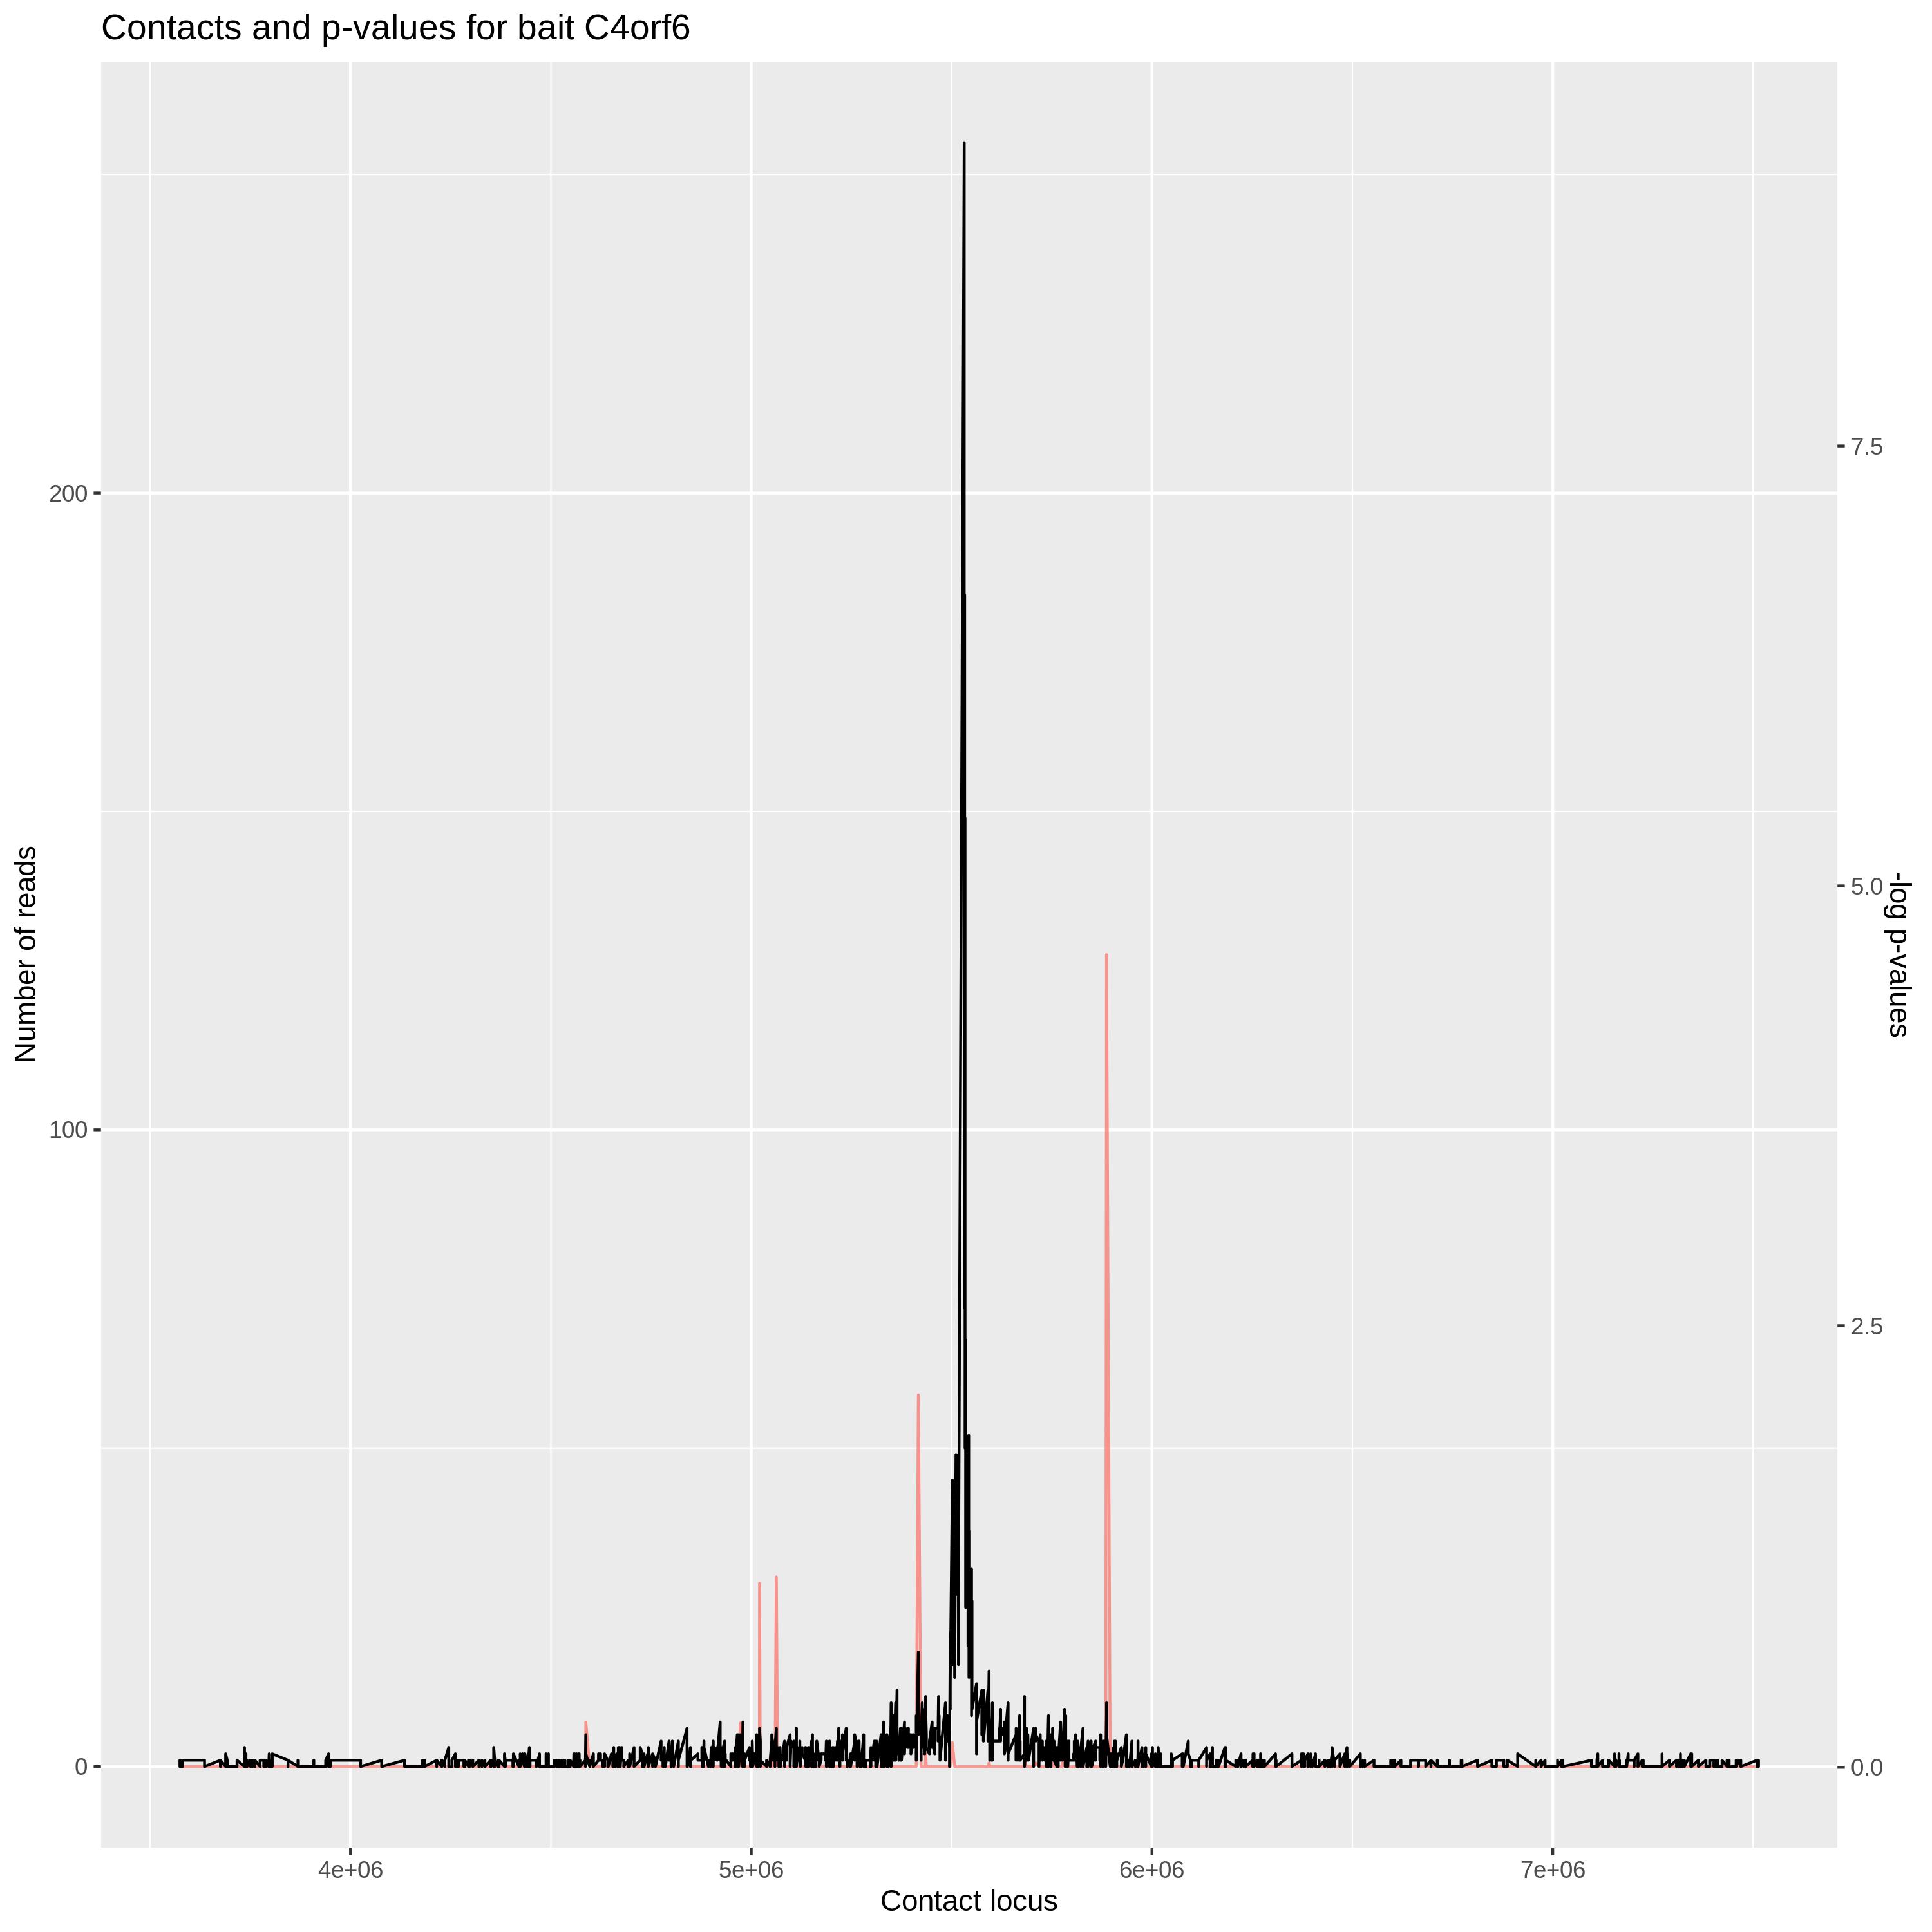 Contacts and p-values for bait C4orf6
Number of reads
200
100
0
7.5
5.0
2.5
0.0
-log p-values
4e+06 5e+06 6e+06 7e+06
Contact locus